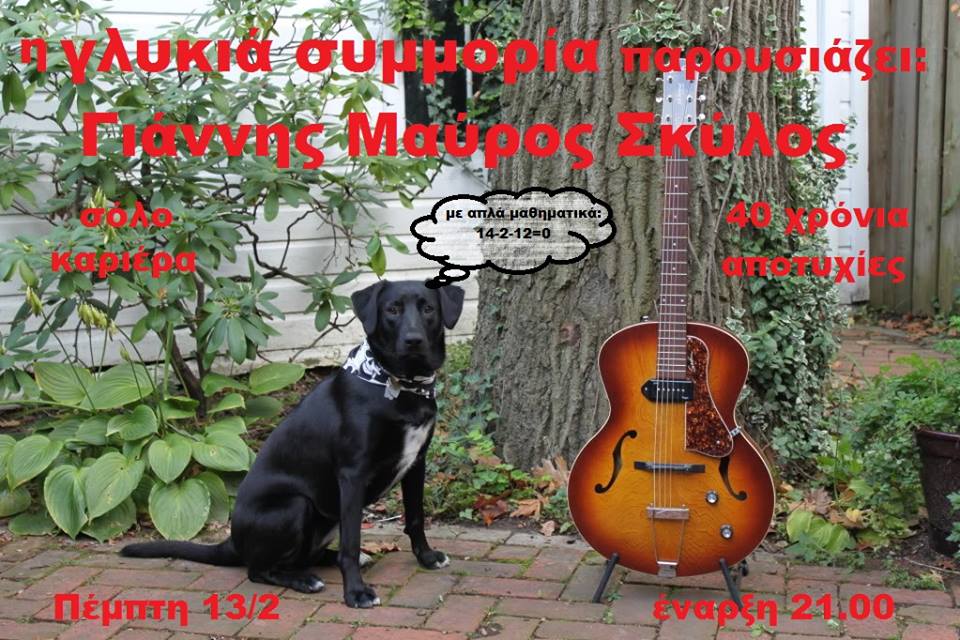 η γλυκιά συμμορία παρουσιάζει:
Γιάννης Μαύρος Σκύλος
σόλο
καριέρα
με απλά μαθηματικά:
14-2-12=0
40 χρόνια
αποτυχίες
Πέμπτη 13/2
έναρξη 21.00